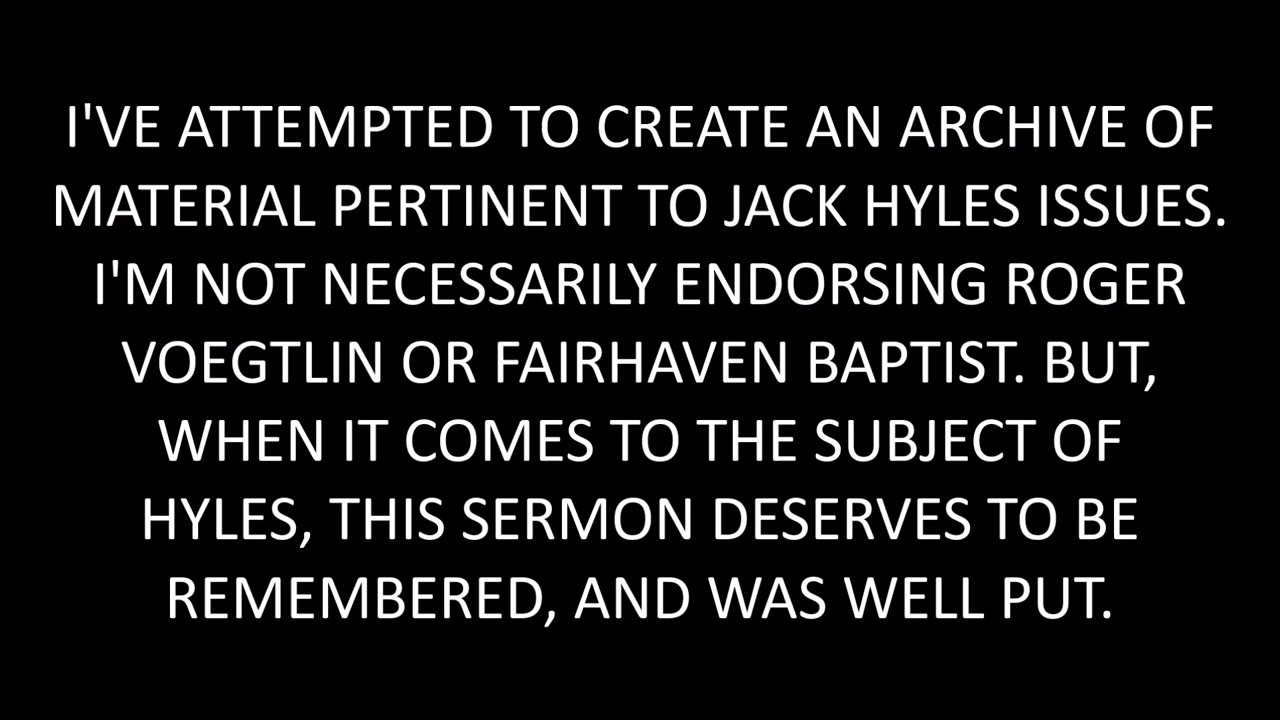 I'VE ATTEMPTED TO CREATE AN ARCHIVE OF
MATERIAL PERTINENT TO JACK HYLES ISSUES.
I'M NOT NECESSARILY ENDORSING ROGER
VOEGTLIN OR FAIRHAVEN BAPTIST. BUT,
WHEN IT COMES TO THE SUBJECT OF
HYLES, THIS SERMON DESERVES TO BE
REMEMBERED, AND WAS WELL PUT.